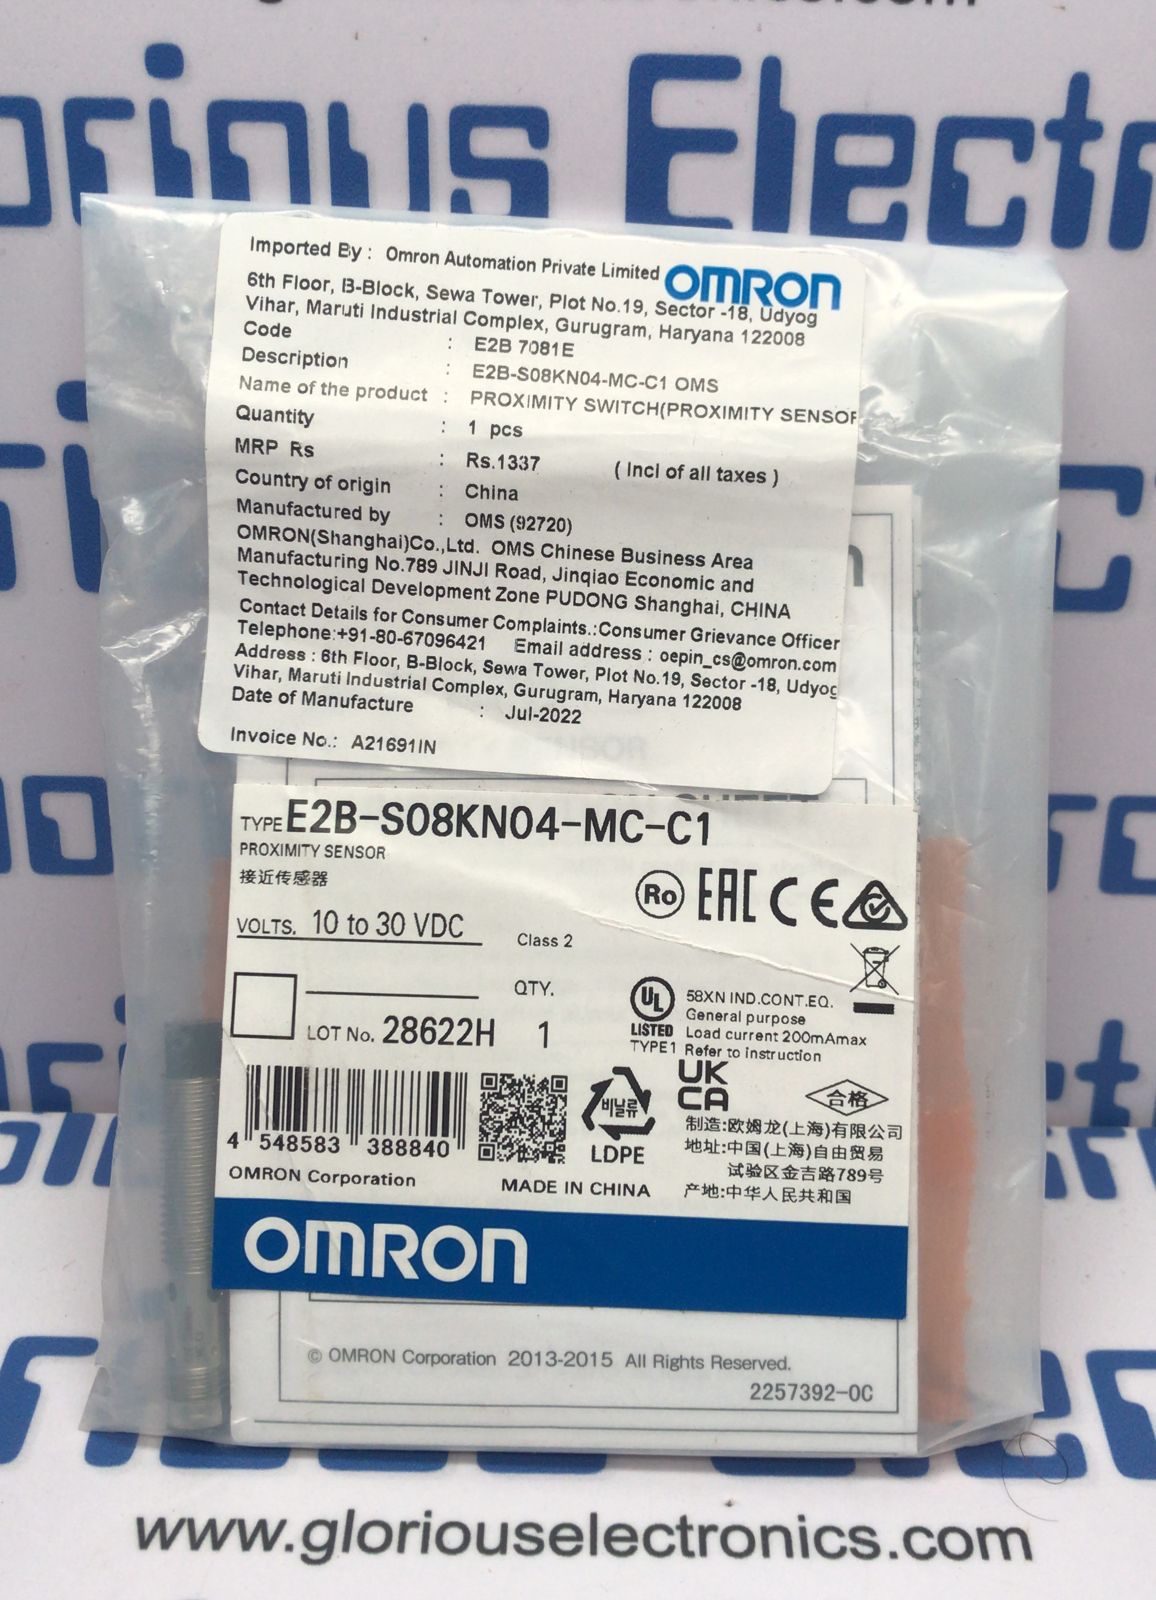 orious Electro
Imported By : Omron Automation Private Limited OMRON
6th Floor, B-Block, Sewa Tower, Plot No.19, Sector -18, Udyog
Vihar, Maruti Industrial Complex, Gurugram, Haryana 122008
Code : E2B 7081E
Description : E2B-S08KN04-MC-C1 OMS
Name of the product : PROXIMITY SWITCH(PROXIMITY SENSOR
Quantity : 1 pcs
MRP Rs : Rs.1337 ( Incl of all taxes )
Country of origin : China
Manufactured by : OMS (92720)
OMRON(Shanghai)Co.,Ltd. OMS Chinese Business Area
Manufacturing No.789 JINJI Road, Jinqiao Economic and
Technological Development Zone PUDONG Shanghai, CHINA
Contact Details for Consumer Complaints.:Consumer Grievance Officer
Telephone:+91-80-67096421 Email address : oepin_cs@omron.com
Address : 6th Floor, B-Block, Sewa Tower, Plot No.19, Sector -18, Udyog
Vihar, Maruti Industrial Complex, Gurugram, Haryana 122008
Date of Manufacture : Jul-2022
Invoice No.: A21691IN
TYPE E2B-S08KN04-MC-C1
PROXIMITY SENSOR
接近传感器
Ro EAC CE
VOLTS. 10 to 30 VDC Class 2
QTY.
LOT No. 28622H 1
UL LISTED TYPE1
58XN IND.CONT.EQ.
General purpose
Load current 200mAmax
Refer to instruction
4 548583 388840
비닐류
LDPE
UK
CA
合格
制造:欧姆龙(上海)有限公司
地址:中国(上海)自由贸易
试验区金吉路789号
产地:中华人民共和国
OMRON Corporation MADE IN CHINA
OMRON
© OMRON Corporation 2013-2015 All Rights Reserved.
2257392-0C
www.gloriouselectronics.com